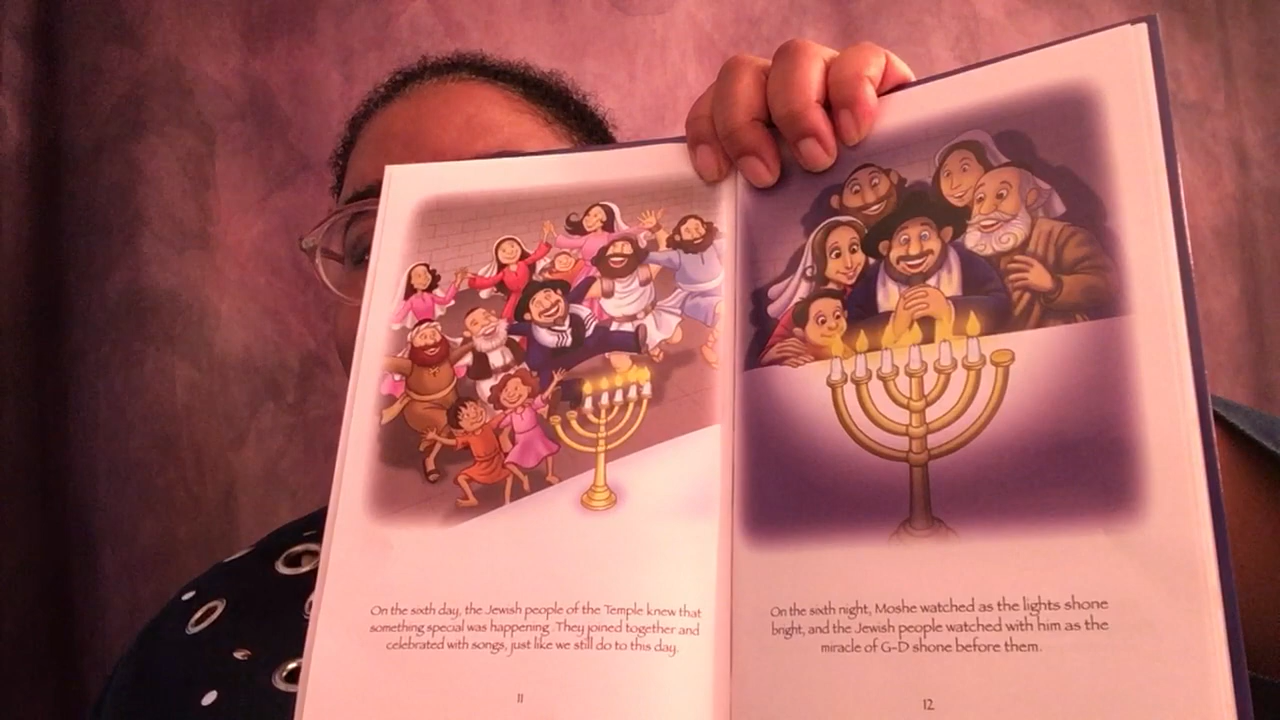 On the sixth day, the Jewish people of the Temple knew that
something special was happening. They joined together and
celebrated with songs, just like we still do to this day.
11
On the sixth night, Moshe watched as the lights shone
bright, and the Jewish people watched with him as the
miracle of G-D shone before them.
12